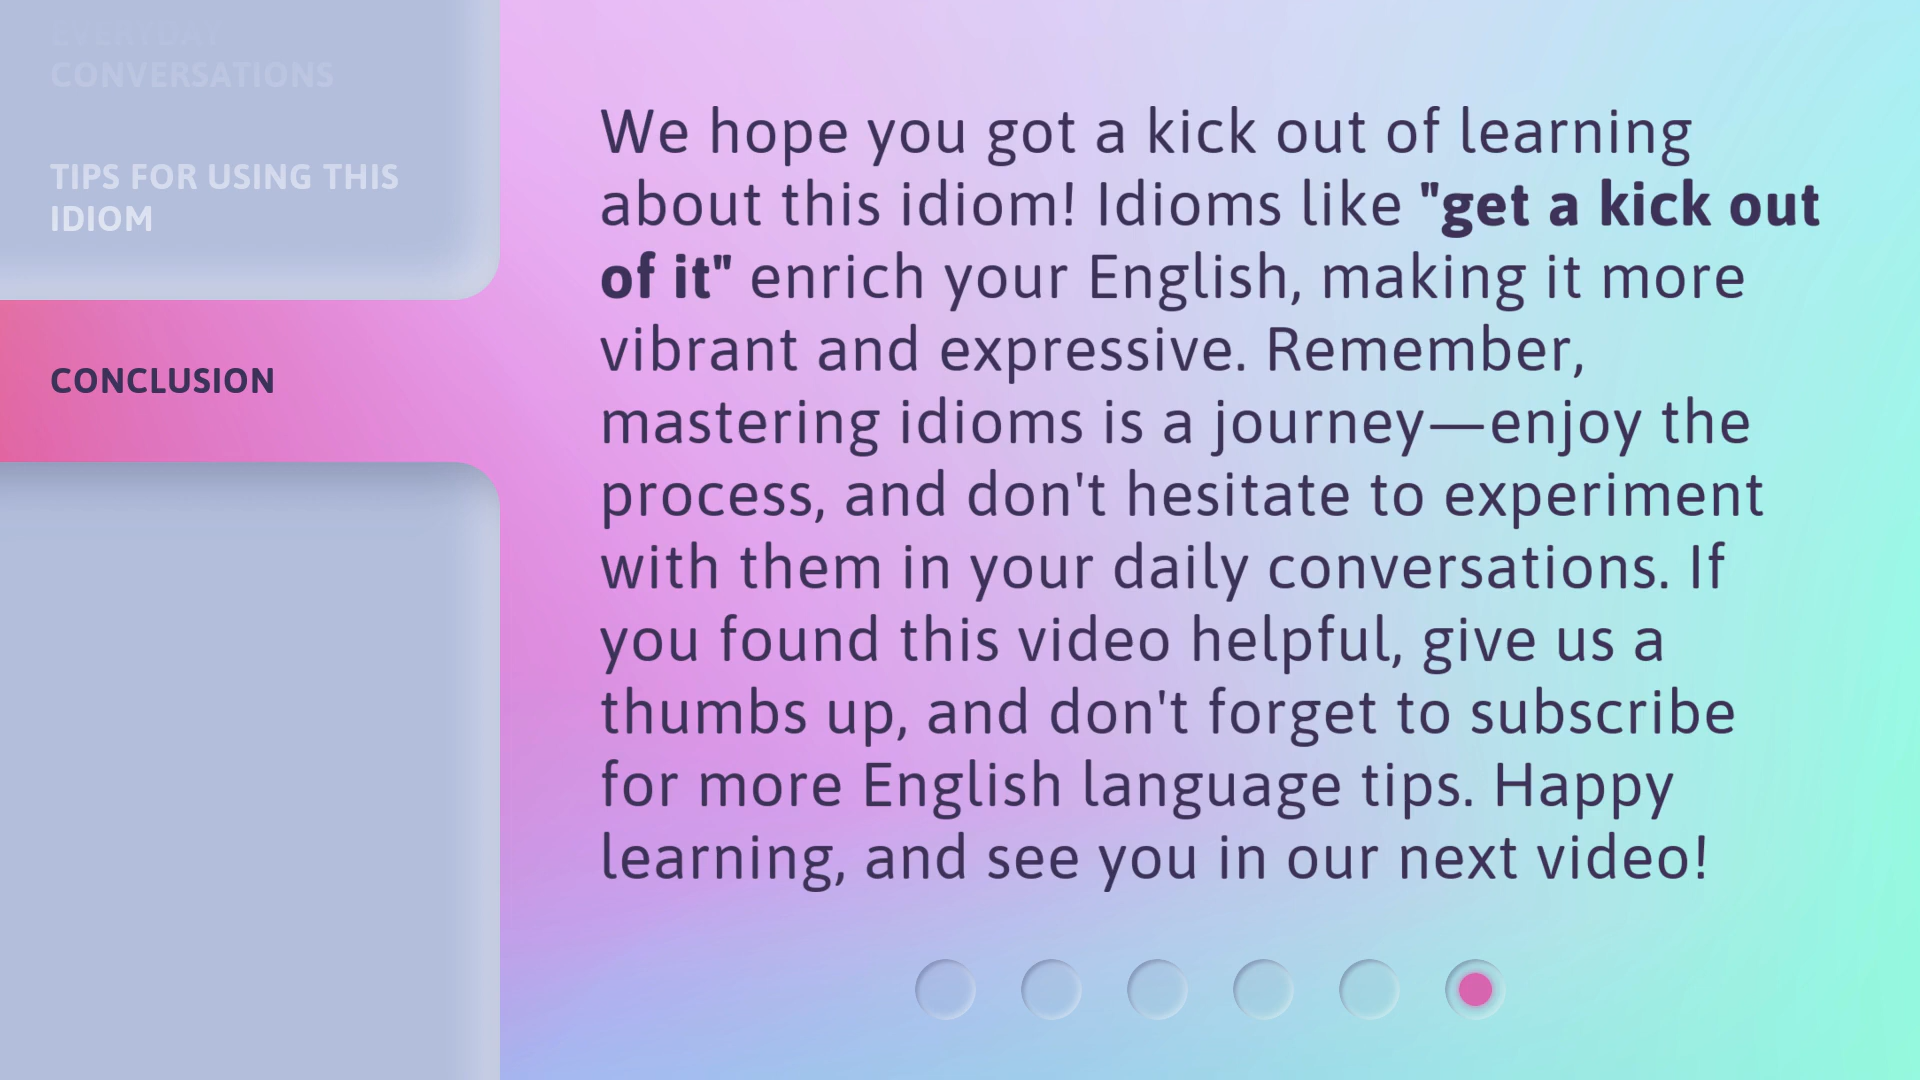 EVERYDAY
CONVERSATIONS
TIPS FOR USING THIS
IDIOM
CONCLUSION
We hope you got a kick out of learning
about this idiom! Idioms like "get a kick out
of it" enrich your English, making it more
vibrant and expressive. Remember,
mastering idioms is a journey—enjoy the
process, and don't hesitate to experiment
with them in your daily conversations. If
you found this video helpful, give us a
thumbs up, and don't forget to subscribe
for more English language tips. Happy
learning, and see you in our next video!